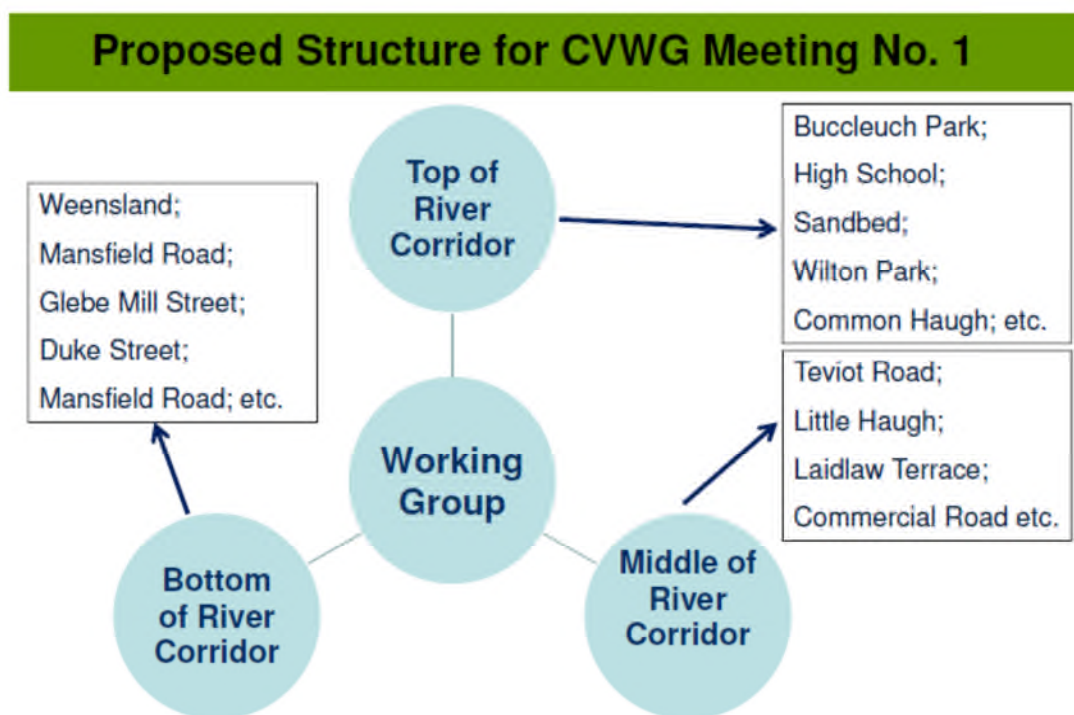 Proposed Structure for CVWG Meeting No. 1
Top of
River
Corridor
Buccleuch Park;
High School;
Sandbed;
Wilton Park;
Common Haugh; etc.
Weensland;
Mansfield Road;
Glebe Mill Street;
Duke Street;
Mansfield Road; etc.
Working
Group
Teviot Road;
Little Haugh;
Laidlaw Terrace;
Commercial Road etc.
Bottom
of River
Corridor
Middle of
River
Corridor